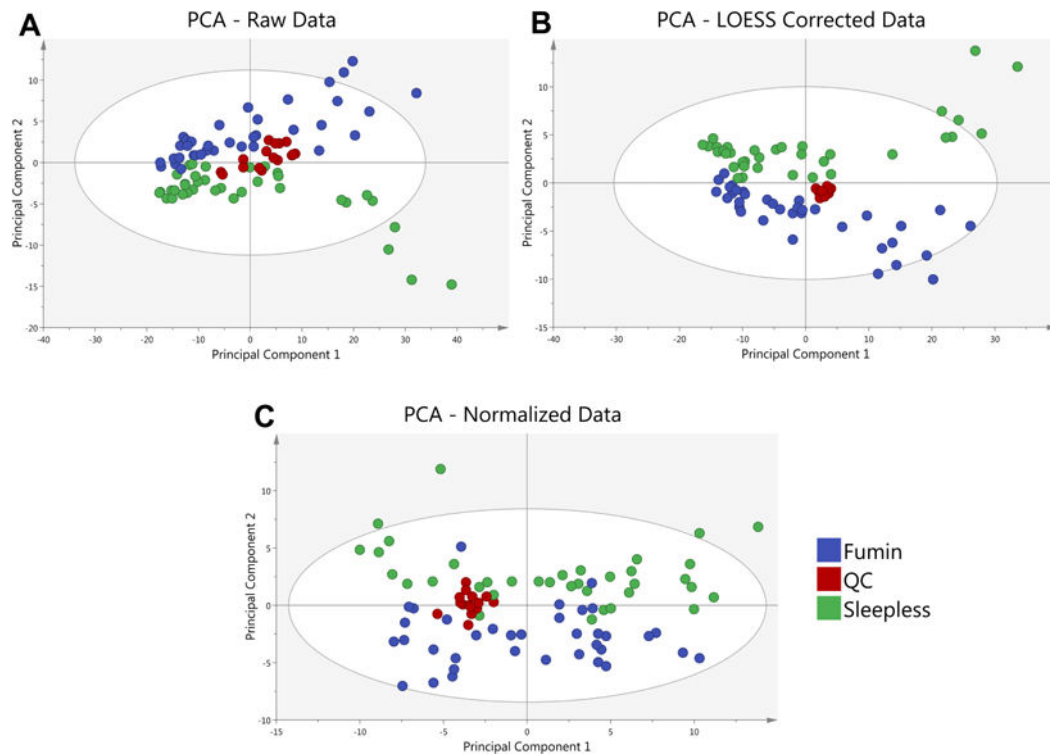 A
PCA - Raw Data
10
5
0
-5
-10
-15
-20
-40
-30
-20
-10
0
10
20
30
40
Principal Component 2
Principal Component 1
B
PCA - LOESS Corrected Data
10
5
0
-5
-10
-15
-40
-30
-20
-10
0
10
20
30
40
Principal Component 2
Principal Component 1
C
PCA - Normalized Data
10
5
0
-5
-10
-15
-10
-5
0
5
10
Principal Component 2
Principal Component 1
Fumin
QC
Sleepless